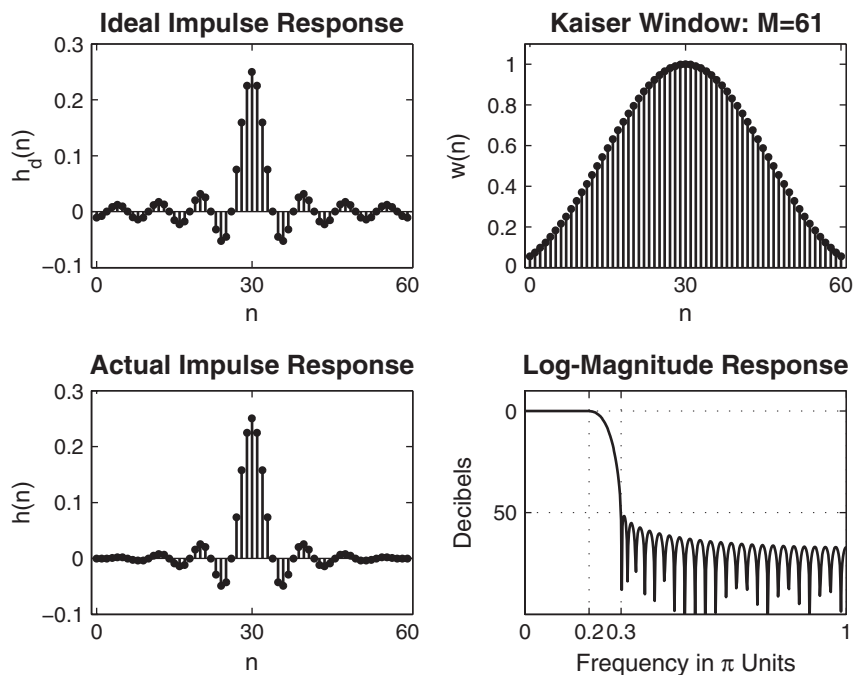 Ideal Impulse Response
0.3
0.2
0.1
0
−0.1
h_d(n)
0
30
60
n
Kaiser Window: M=61
1
0.8
0.6
0.4
0.2
0
w(n)
0
30
60
n
Actual Impulse Response
0.3
0.2
0.1
0
−0.1
h(n)
0
30
60
n
Log-Magnitude Response
0
50
Decibels
0
0.2
0.3
1
Frequency in π Units